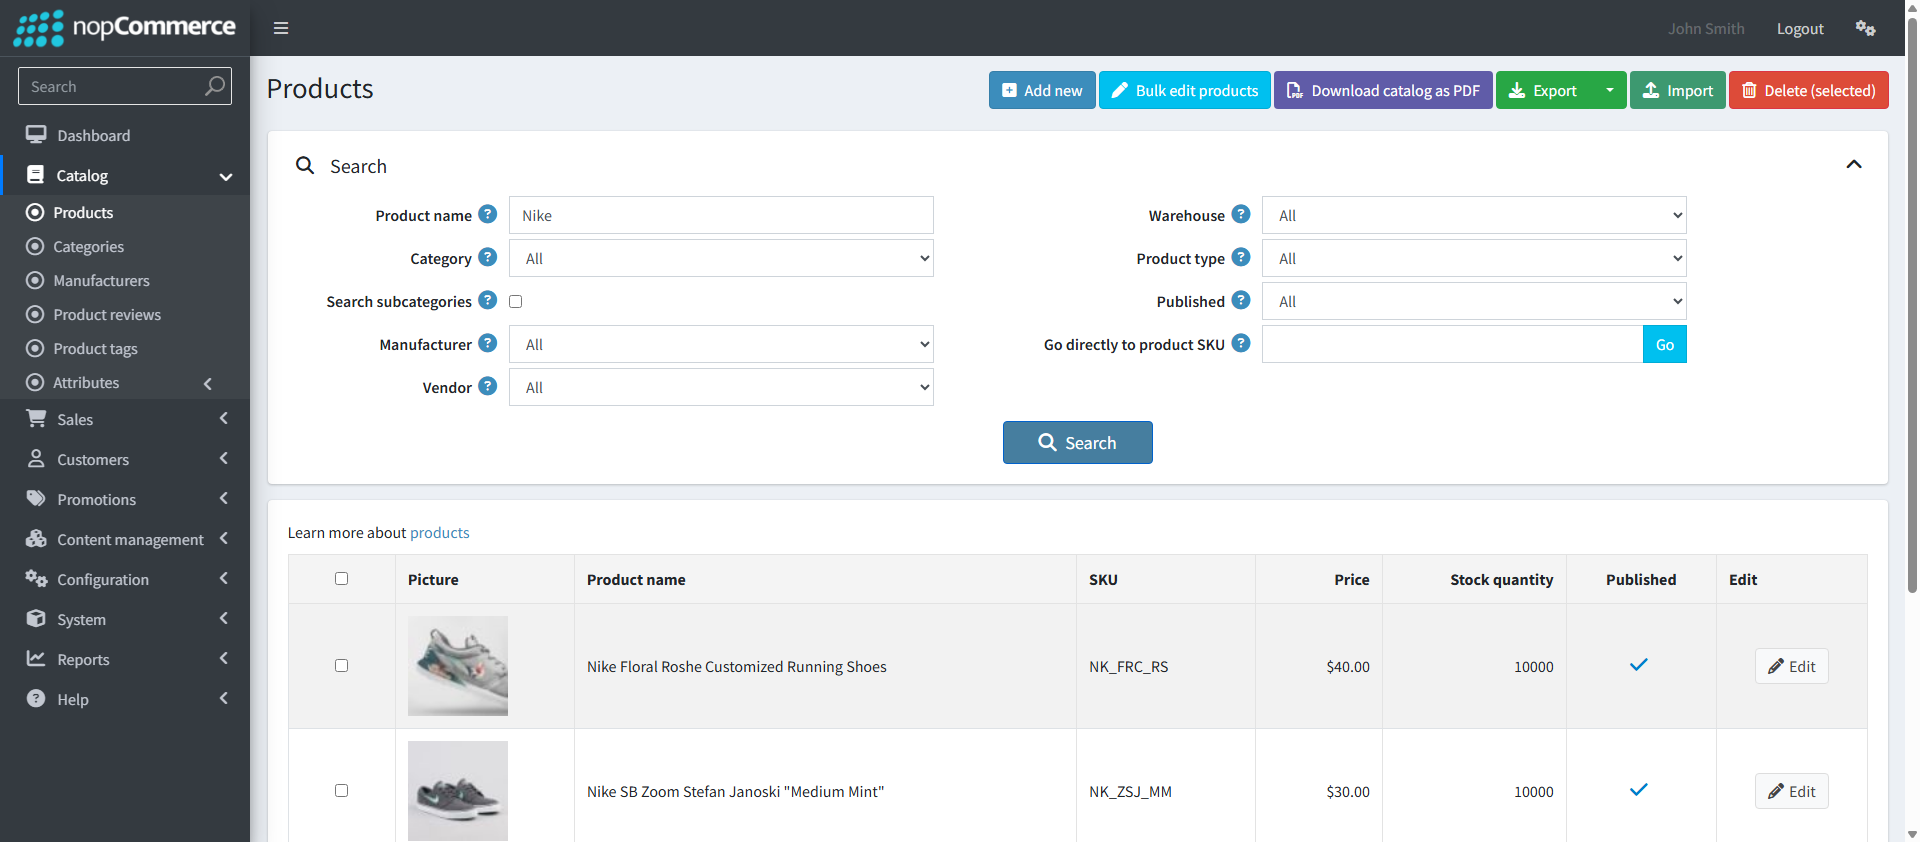 nopCommerce
John Smith
Logout
Search
Dashboard
Catalog
Products
Categories
Manufacturers
Product reviews
Product tags
Attributes
Sales
Customers
Promotions
Content management
Configuration
System
Reports
Help
Products
Add new
Bulk edit products
Download catalog as PDF
Export
Import
Delete (selected)
Search
Product name ? Nike
Category ? All
Search subcategories ?
Manufacturer ? All
Vendor ? All
Warehouse ? All
Product type ? All
Published ? All
Go directly to product SKU ? Go
Search
Learn more about products
Picture Product name SKU Price Stock quantity Published Edit
Nike Floral Roshe Customized Running Shoes NK_FRC_RS $40.00 10000 Edit
Nike SB Zoom Stefan Janoski "Medium Mint" NK_ZSJ_MM $30.00 10000 Edit